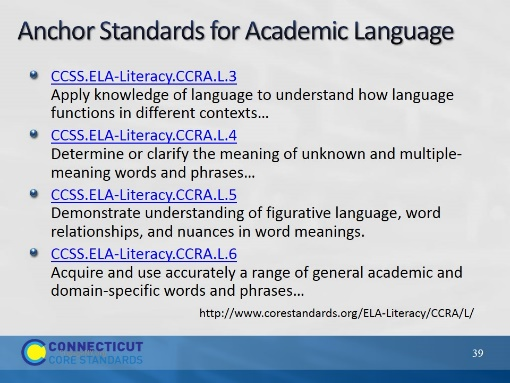 Anchor Standards for Academic Language
CCSS.ELA-Literacy.CCRA.L.3
Apply knowledge of language to understand how language
functions in different contexts…
CCSS.ELA-Literacy.CCRA.L.4
Determine or clarify the meaning of unknown and multiple-
meaning words and phrases…
CCSS.ELA-Literacy.CCRA.L.5
Demonstrate understanding of figurative language, word
relationships, and nuances in word meanings.
CCSS.ELA-Literacy.CCRA.L.6
Acquire and use accurately a range of general academic and
domain-specific words and phrases…
http://www.corestandards.org/ELA-Literacy/CCRA/L/
CONNECTICUT
CORE STANDARDS
39